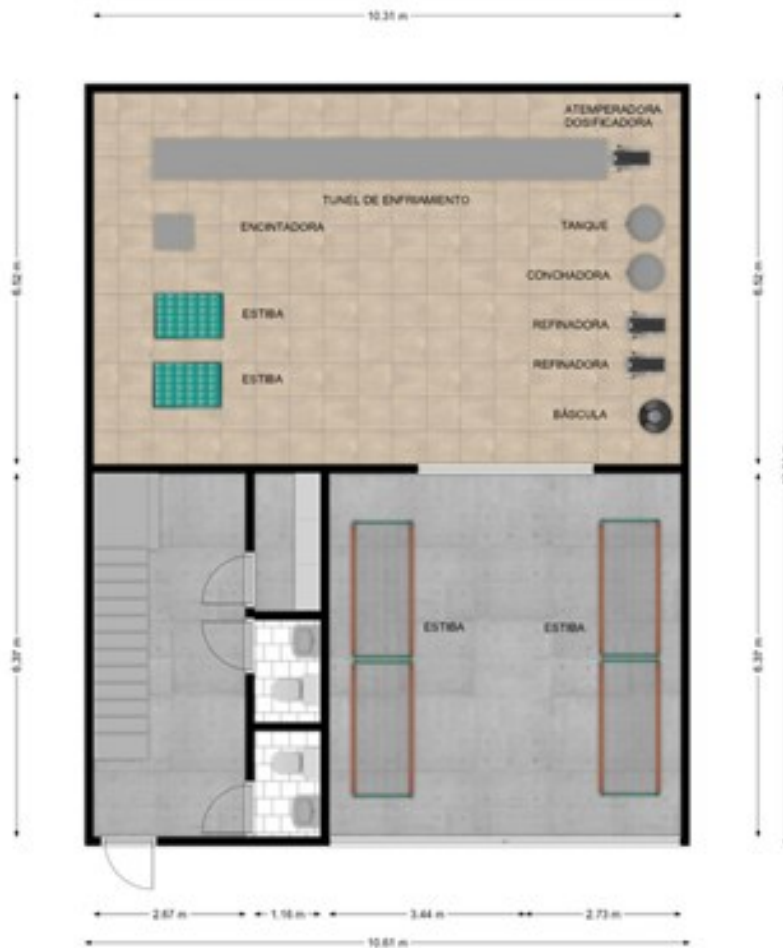 10.31 m
ATEMPERADORA
DOSIFICADORA
TUNEL DE ENFRIAMIENTO
ENCINTADORA
TANQUE
CONCHADORA
6.52 m
6.52 m
ESTIBA
REFINADORA
ESTIBA
REFINADORA
BÁSCULA
ESTIBA
ESTIBA
6.37 m
6.37 m
2.67 m
1.16 m
3.44 m
2.73 m
10.61 m